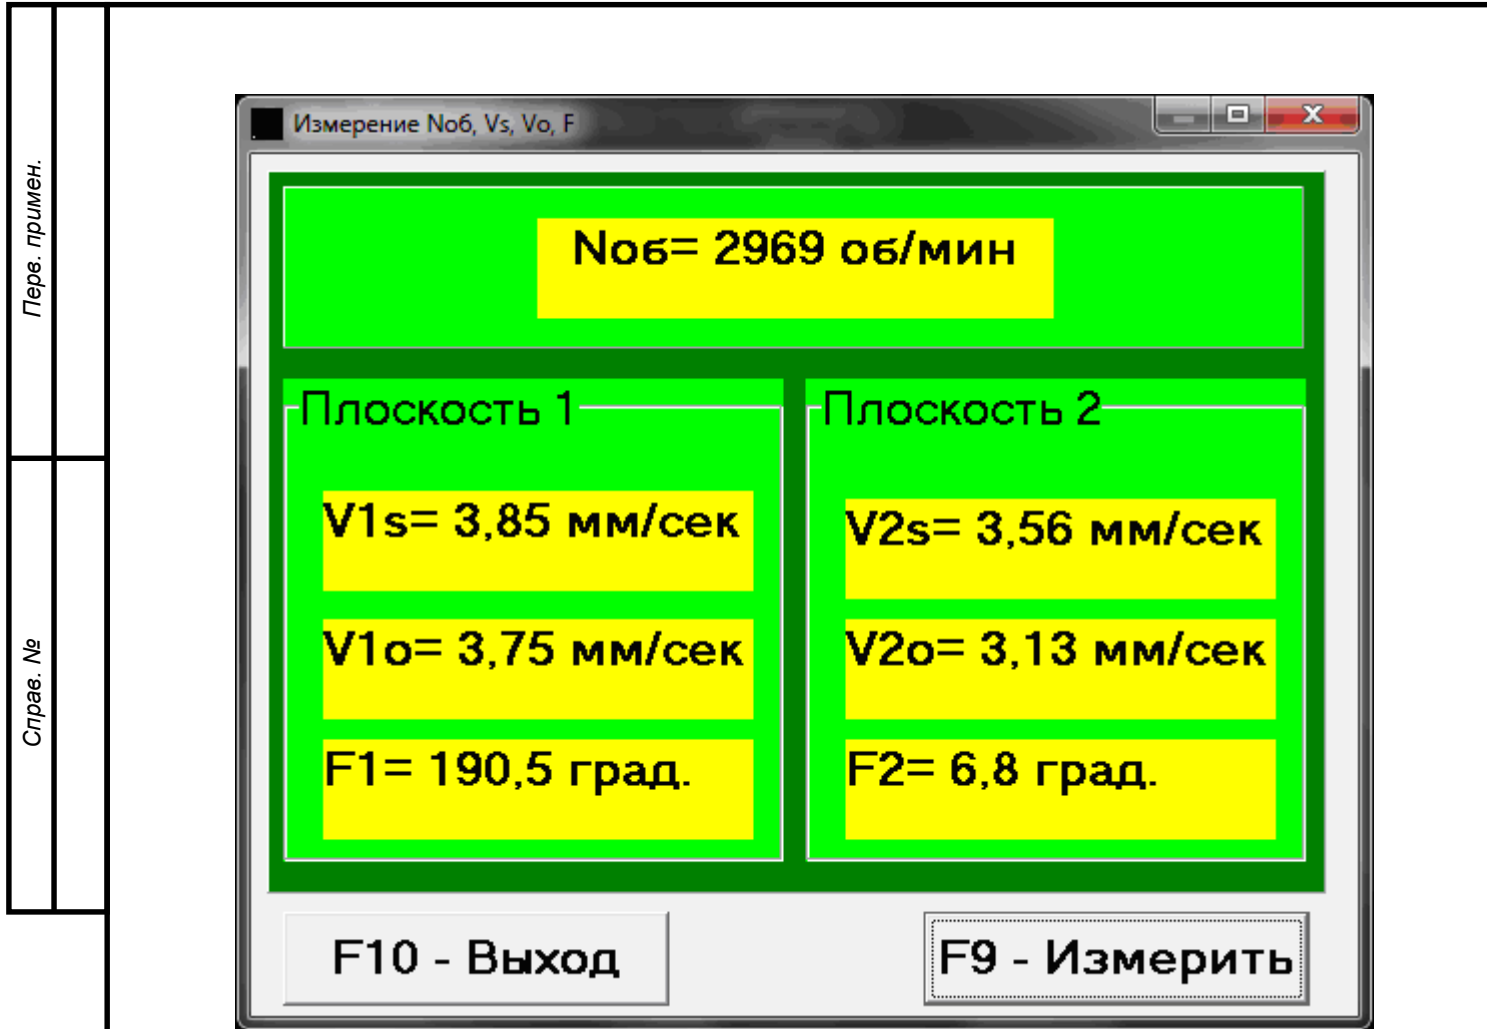 Перв. примен.
Справ. №
Измерение Nоб, Vs, Vo, F
Nоб= 2969 об/мин
Плоскость 1
V1s= 3,85 мм/сек
V1o= 3,75 мм/сек
F1= 190,5 град.
Плоскость 2
V2s= 3,56 мм/сек
V2o= 3,13 мм/сек
F2= 6,8 град.
F10 - Выход
F9 - Измерить